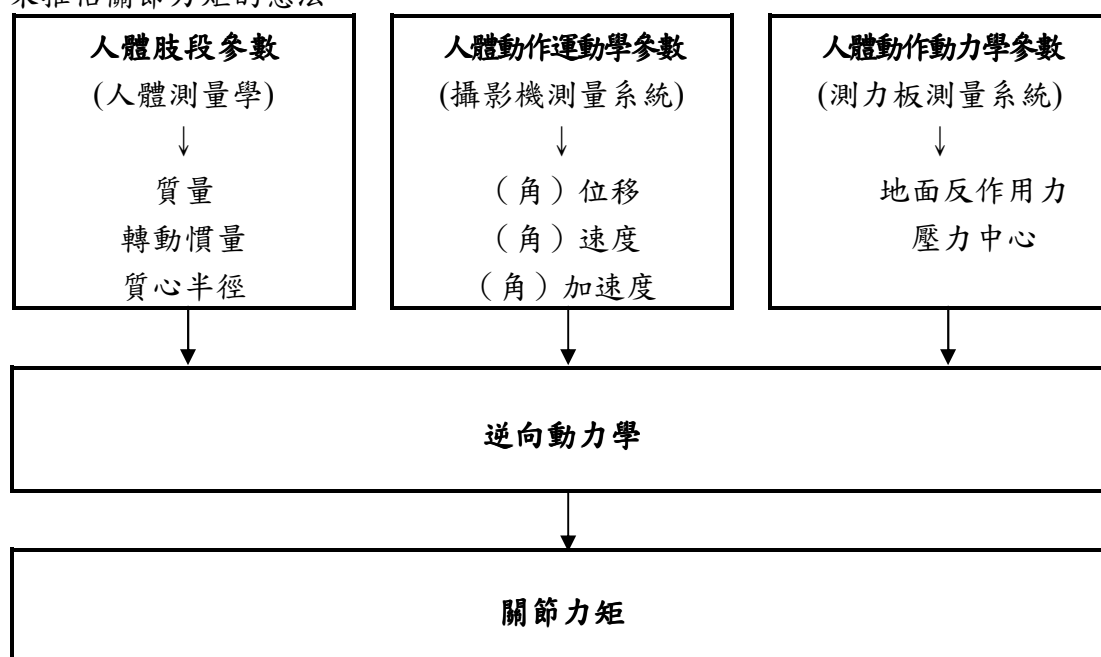 人體肢段參數
(人體測量學)
↓
質量
轉動慣量
質心半徑
人體動作運動學參數
(攝影機測量系統)
↓
（角）位移
（角）速度
（角）加速度
人體動作動力學參數
(測力板測量系統)
↓
地面反作用力
壓力中心
逆向動力學
關節力矩